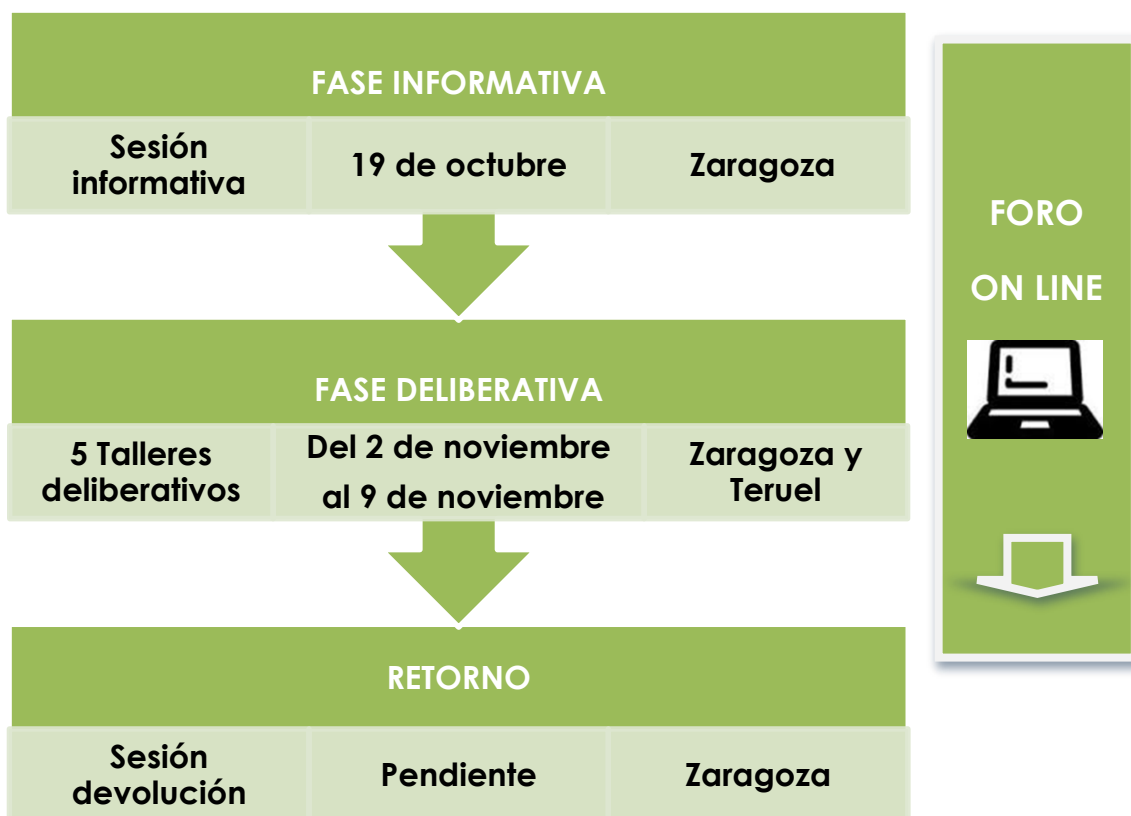 FASE INFORMATIVA
Sesión
informativa
19 de octubre
Zaragoza
FASE DELIBERATIVA
5 Talleres
deliberativos
Del 2 de noviembre
al 9 de noviembre
Zaragoza y
Teruel
RETORNO
Sesión
devolución
Pendiente
Zaragoza
FORO
ON LINE